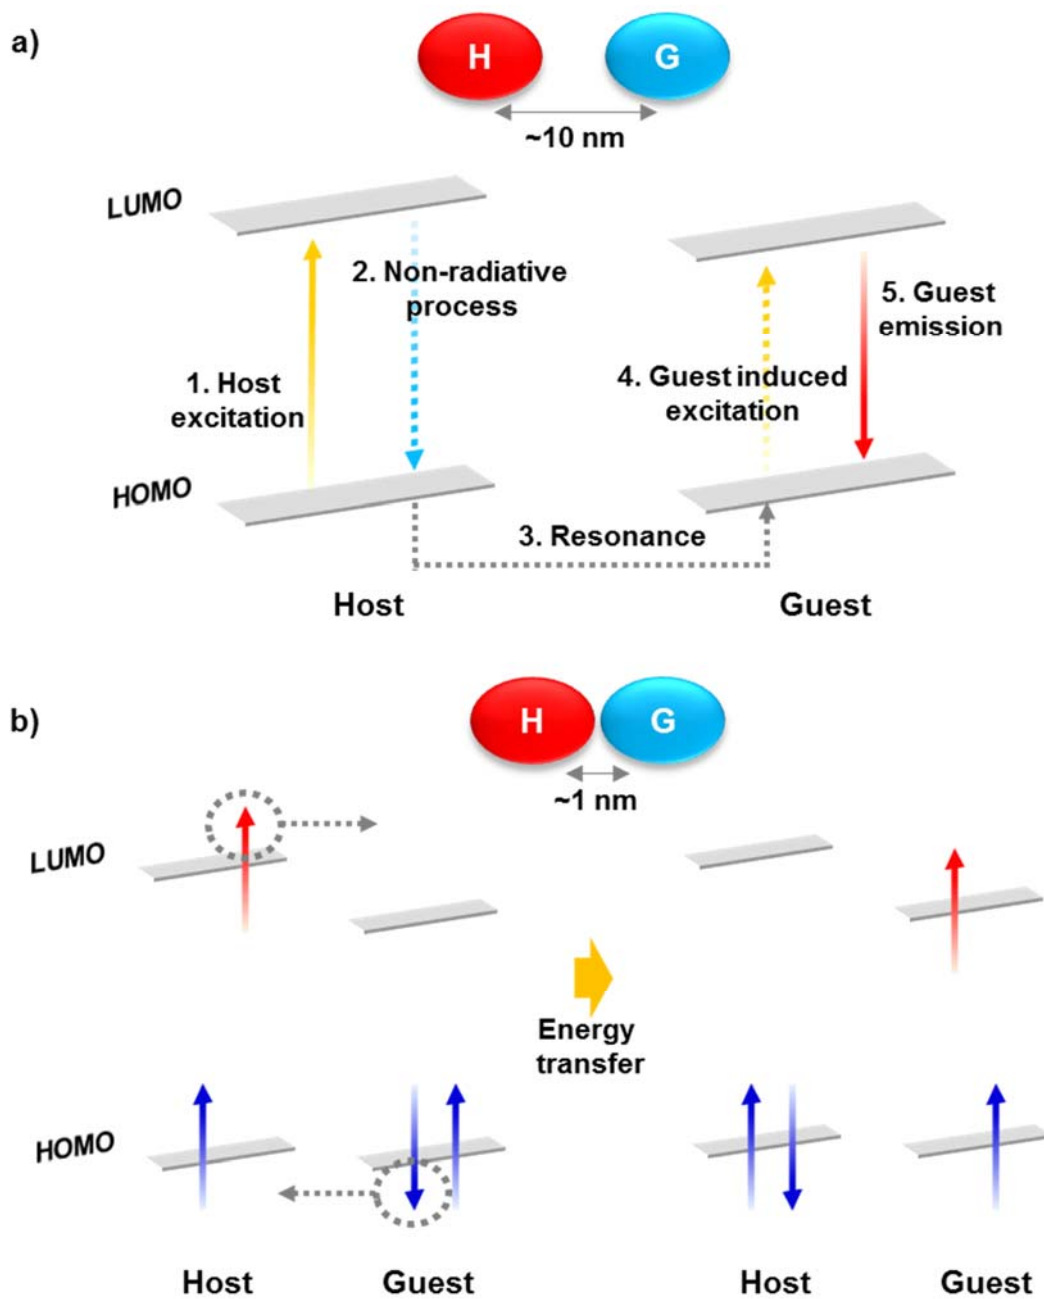 a)
H
G
~10 nm
LUMO
2. Non-radiative
process
5. Guest
emission
1. Host
excitation
4. Guest induced
excitation
HOMO
3. Resonance
Host
Guest
b)
H
G
~1 nm
LUMO
Energy
transfer
HOMO
Host
Guest
Host
Guest